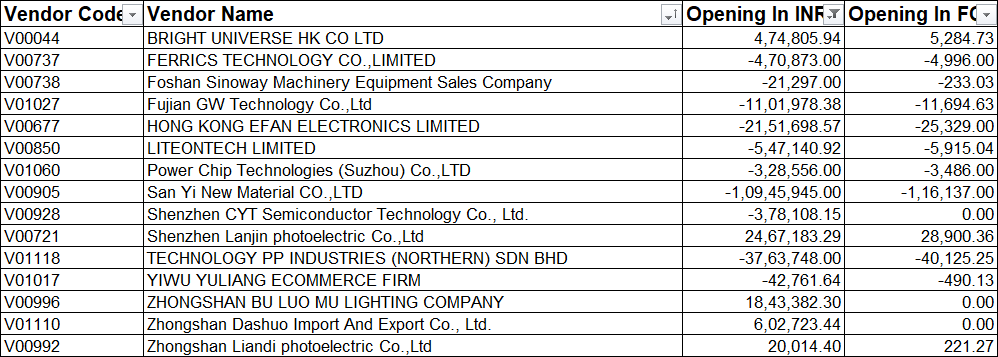 Vendor Code Vendor Name Opening In INR Opening In FC
V00044 BRIGHT UNIVERSE HK CO LTD 4,74,805.94 5,284.73
V00737 FERRICS TECHNOLOGY CO.,LIMITED -4,70,873.00 -4,996.00
V00738 Foshan Sinoway Machinery Equipment Sales Company -21,297.00 -233.03
V01027 Fujian GW Technology Co.,Ltd -11,01,978.38 -11,694.63
V00677 HONG KONG EFAN ELECTRONICS LIMITED -21,51,698.57 -25,329.00
V00850 LITEONTECH LIMITED -5,47,140.92 -5,915.04
V01060 Power Chip Technologies (Suzhou) Co.,LTD -3,28,556.00 -3,486.00
V00905 San Yi New Material CO.,LTD -1,09,45,945.00 -1,16,137.00
V00928 Shenzhen CYT Semiconductor Technology Co., Ltd. -3,78,108.15 0.00
V00721 Shenzhen Lanjin photoelectric Co.,Ltd 24,67,183.29 28,900.36
V01118 TECHNOLOGY PP INDUSTRIES (NORTHERN) SDN BHD -37,63,748.00 -40,125.25
V01017 YIWU YULIANG ECOMMERCE FIRM -42,761.64 -490.13
V00996 ZHONGSHAN BU LUO MU LIGHTING COMPANY 18,43,382.30 0.00
V01110 Zhongshan Dashuo Import And Export Co., Ltd. 6,02,723.44 0.00
V00992 Zhongshan Liandi photoelectric Co.,Ltd 20,014.40 221.27